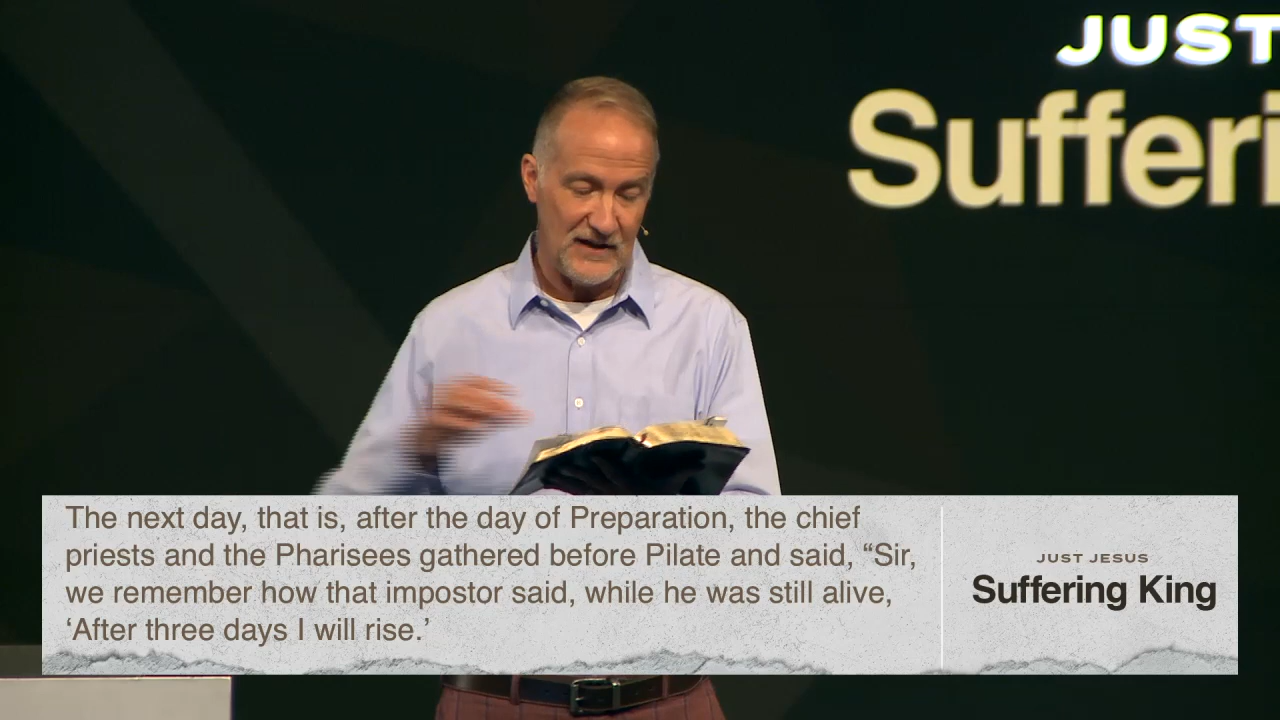 JUST
Sufferi
The next day, that is, after the day of Preparation, the chief
priests and the Pharisees gathered before Pilate and said, “Sir,
we remember how that impostor said, while he was still alive,
‘After three days I will rise.’
JUST JESUS
Suffering King